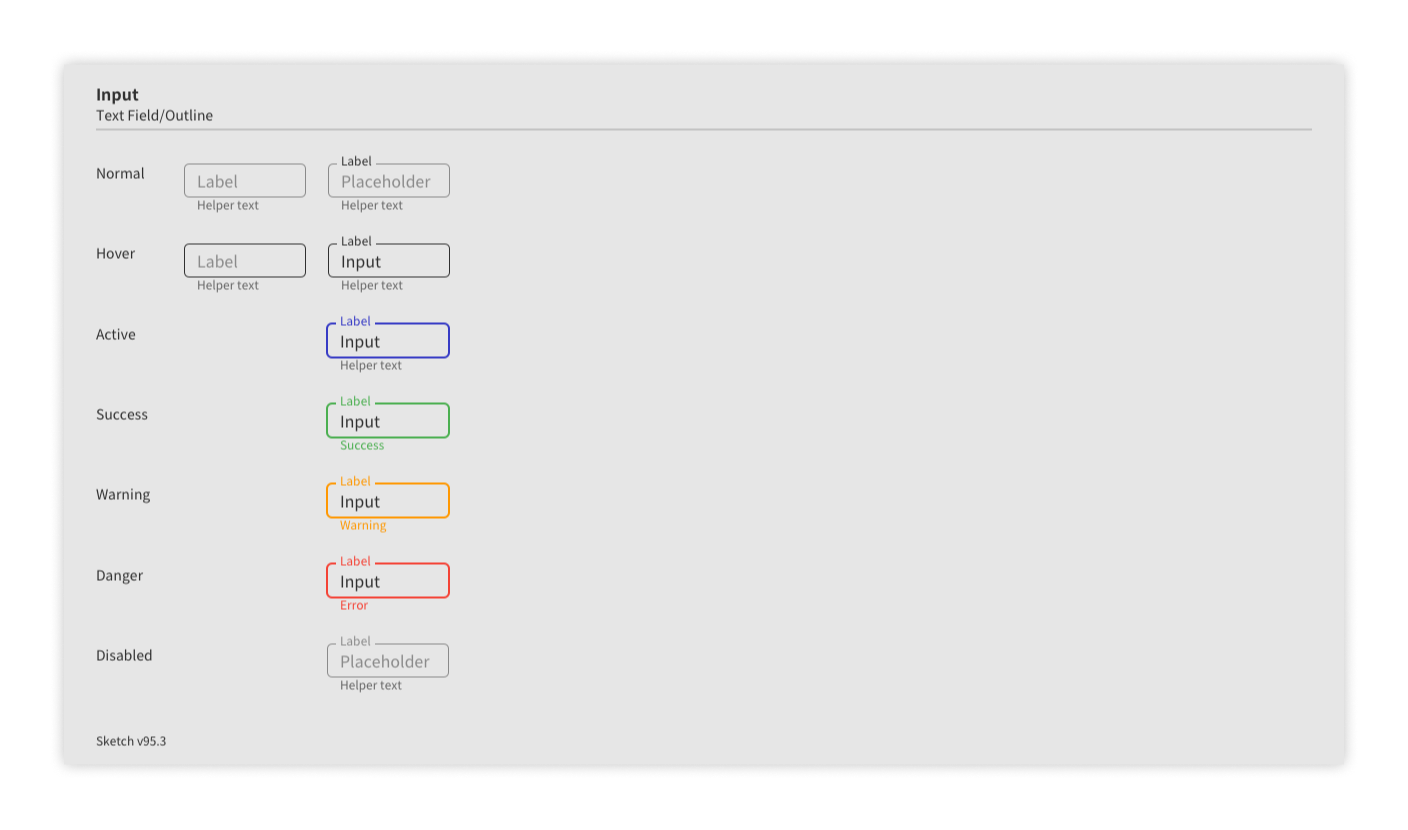 Input
Text Field/Outline
Normal
Label
Helper text
Label
Placeholder
Helper text
Hover
Label
Helper text
Label
Input
Helper text
Active
Label
Input
Helper text
Success
Label
Input
Success
Warning
Label
Input
Warning
Danger
Label
Input
Error
Disabled
Label
Placeholder
Helper text
Sketch v95.3